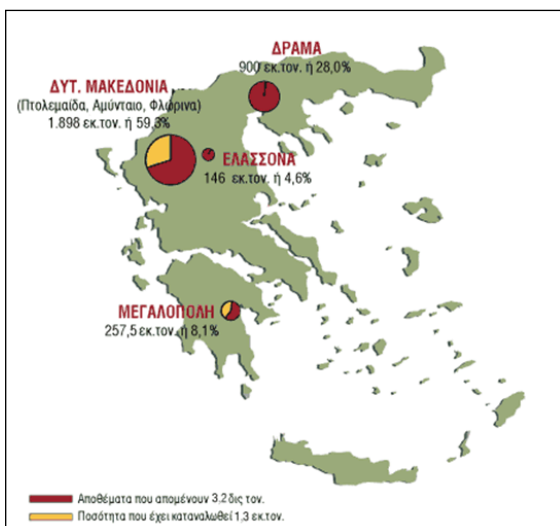 ΔΡΑΜΑ
900 εκ.τον. ή 28,0%
ΔΥΤ. ΜΑΚΕΔΟΝΙΑ
(Πτολεμαίδα, Αμύνταιο, Φλώρινα)
1.898 εκ.τον. ή 59,3%
ΕΛΑΣΣΟΝΑ
146 εκ.τον. ή 4,6%
ΜΕΓΑΛΟΠΟΛΗ
257,5 εκ.τον. ή 8,1%
Αποθέματα που απομένουν 3,2 δις τον.
Ποσότητα που έχει καταναλωθεί 1,3 εκ.τον.